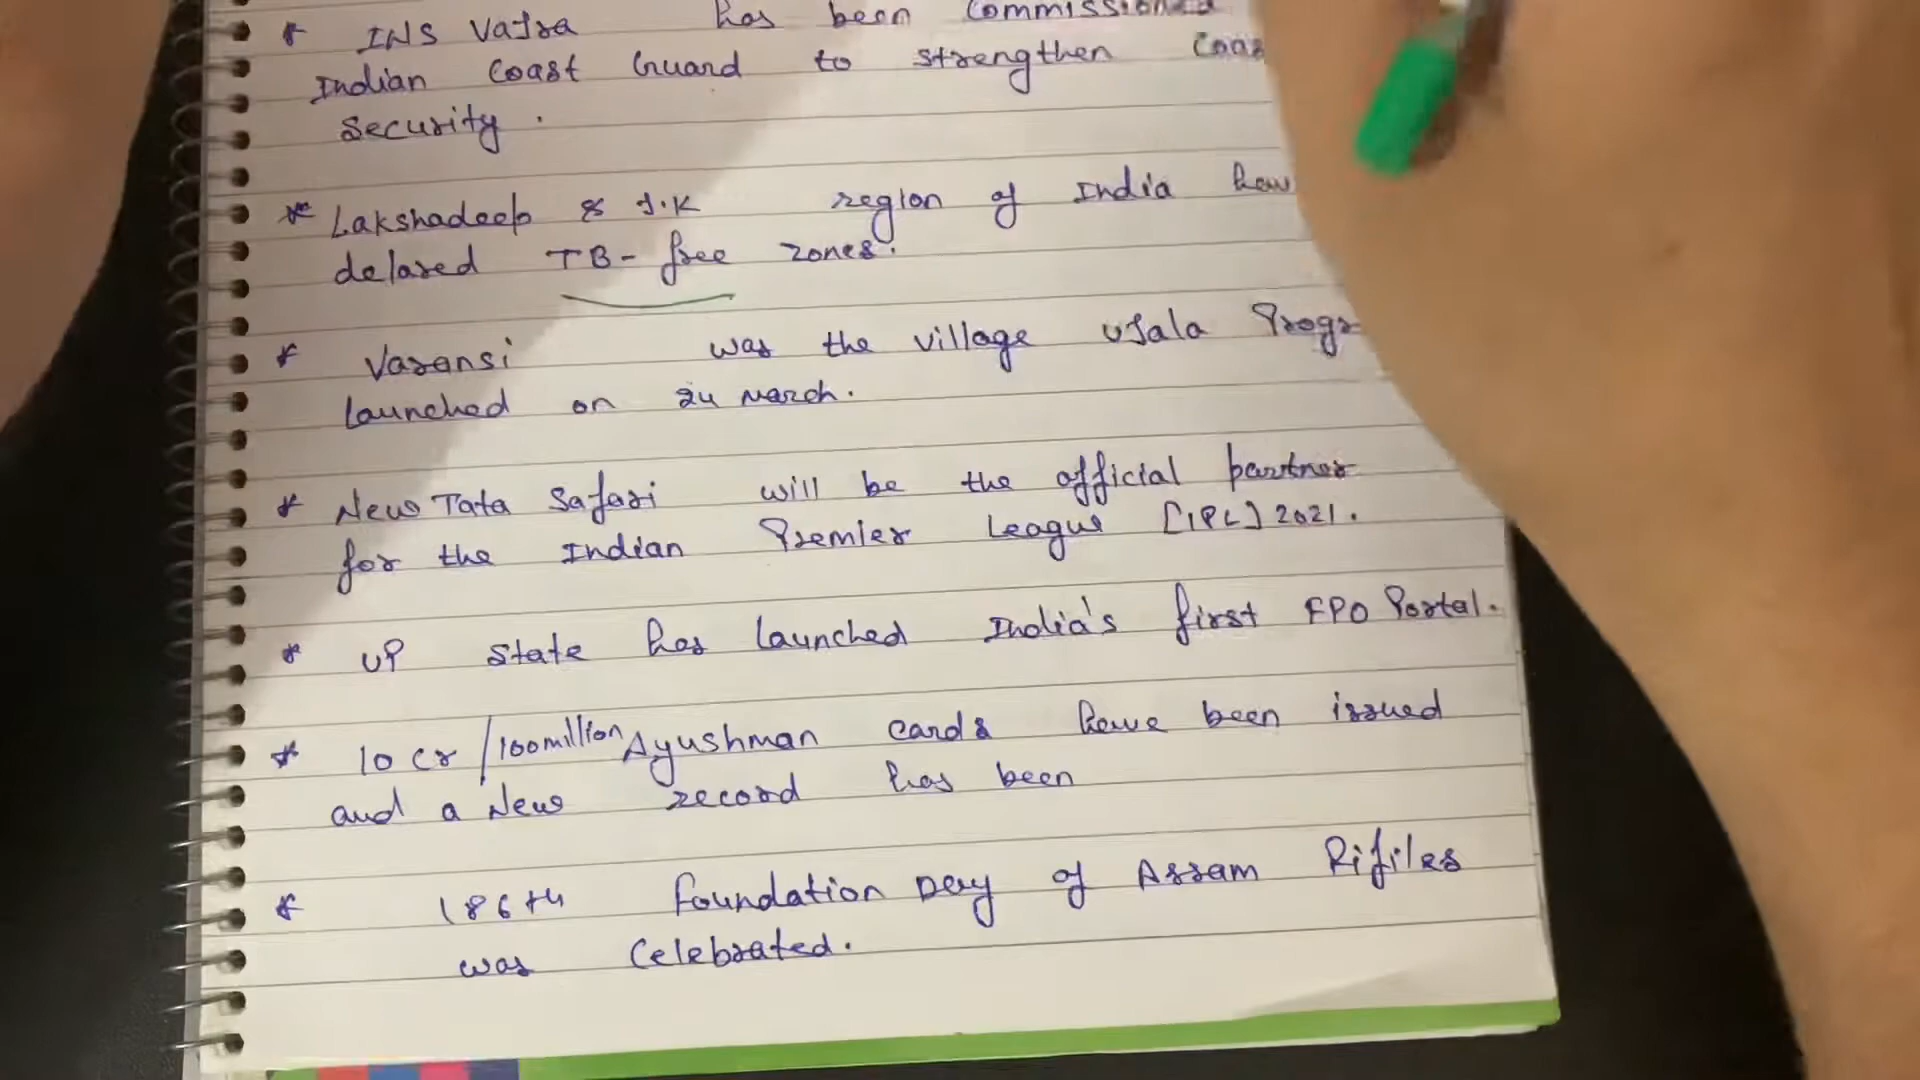 * INS Vajra has been Commissioned
Indian Coast Guard to strengthen Coas
Security.
* Lakshadeep & J.K region of India hav
delared TB-free zones.
* Varansi was the village Ujala Progr
Launched on 24 March.
* New Tata Safari will be the official partner
for the Indian Premier League [IPL] 2021.
* UP state has launched India's first FPO Portal.
* 10 cr/100million Ayushman cards have been issued
and a New record has been
* 186th Foundation Day of Assam Rifiles
was Celebrated.